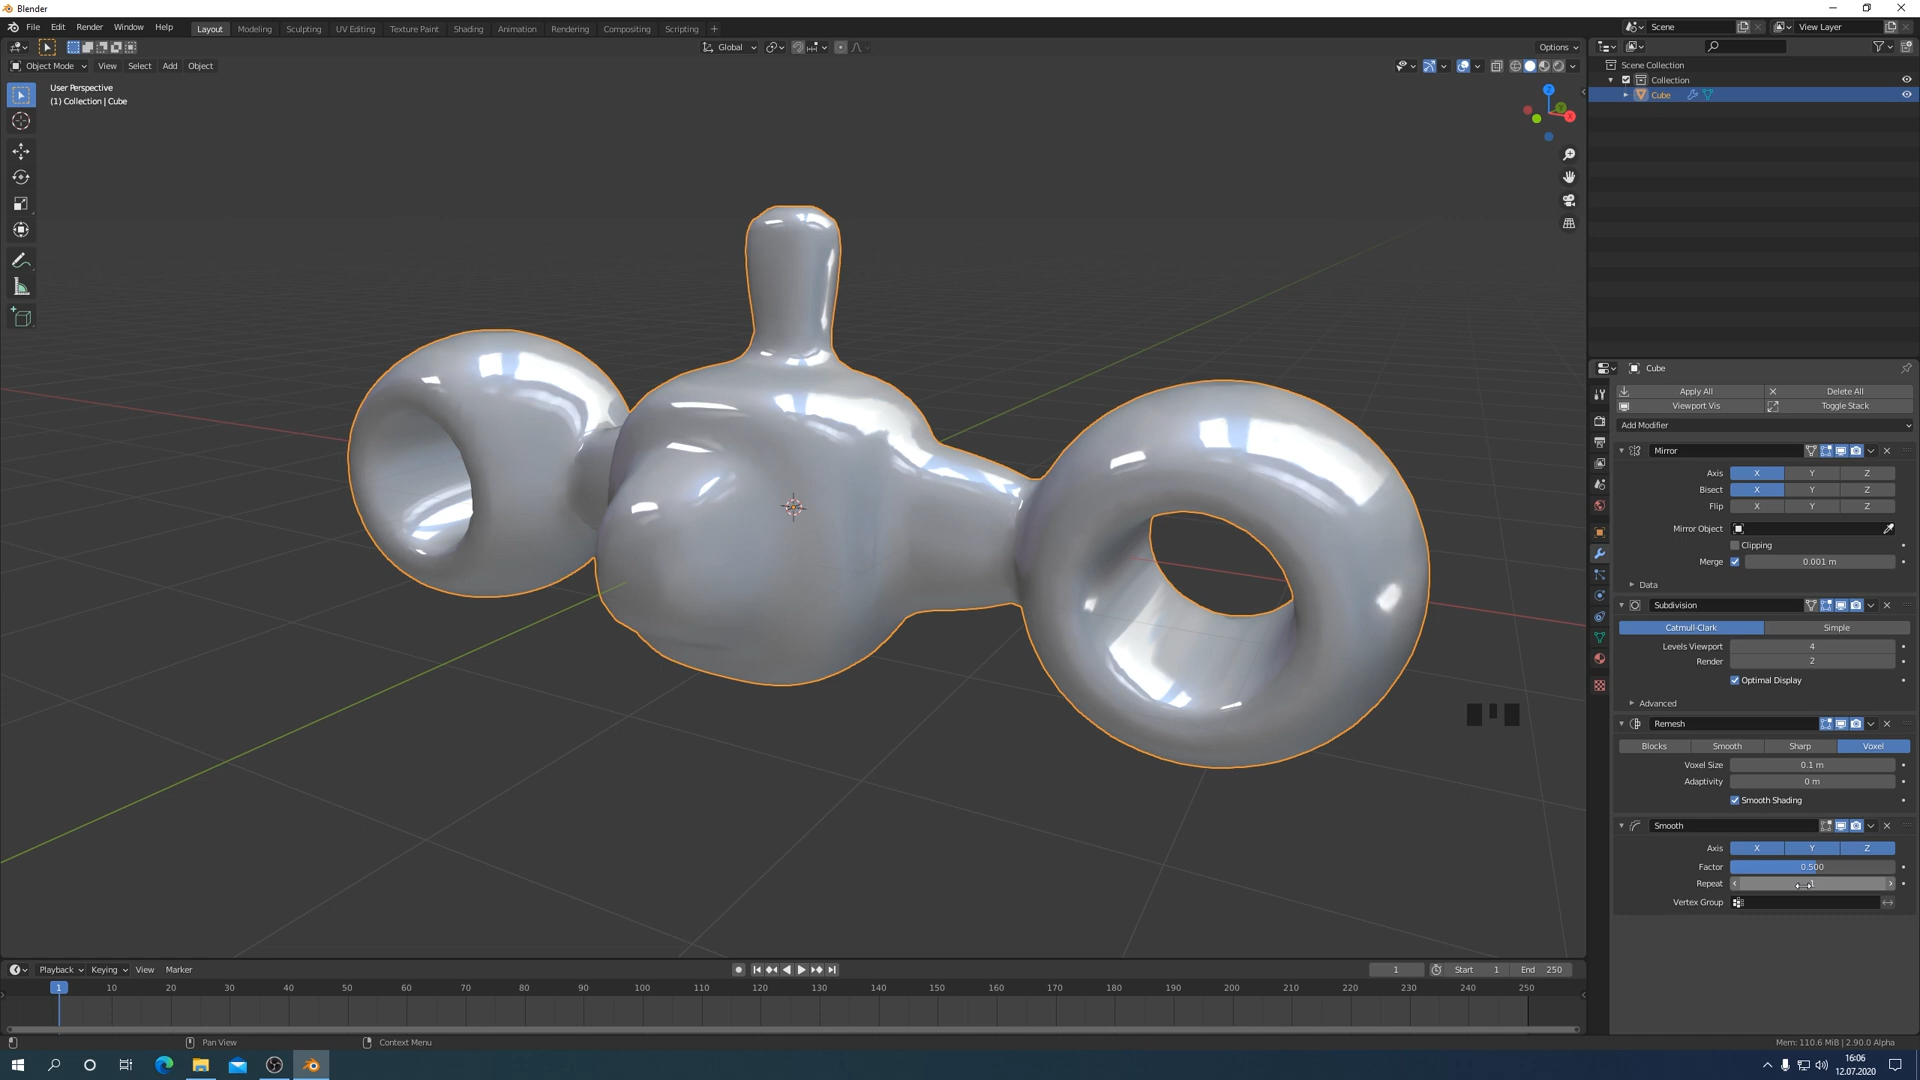 Blender
File Edit Render Window Help Layout Modeling Sculpting UV Editing Texture Paint Shading Animation Rendering Compositing Scripting + Scene View Layer
Global Options
Object Mode View Select Add Object
User Perspective
(1) Collection | Cube
Z
Y
X
Scene Collection
Collection
Cube
Cube
Apply All Delete All
Viewport Vis Toggle Stack
Add Modifier
Mirror
Axis X Y Z
Bisect X Y Z
Flip X Y Z
Mirror Object
Clipping
Merge 0.001 m
Data
Subdivision
Catmull-Clark Simple
Levels Viewport 4
Render 2
Optimal Display
Advanced
Remesh
Blocks Smooth Sharp Voxel
Voxel Size 0.1 m
Adaptivity 0 m
Smooth Shading
Smooth
Axis X Y Z
Factor 0.500
Repeat 1
Vertex Group
Playback Keying View Marker 1 Start 1 End 250
1 10 20 30 40 50 60 70 80 90 100 110 120 130 140 150 160 170 180 190 200 210 220 230 240 250
Pan View Context Menu Mem: 110.6 MiB | 2.90.0 Alpha
16:06
12.07.2020